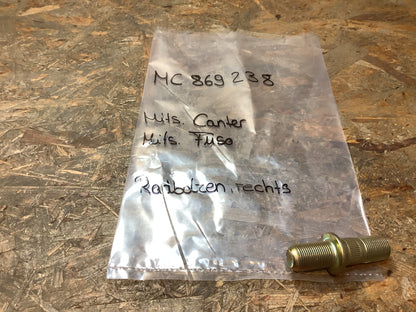 MC 869 238
Mits. Canter
Mits. Fuso
Radbolzen, rechts